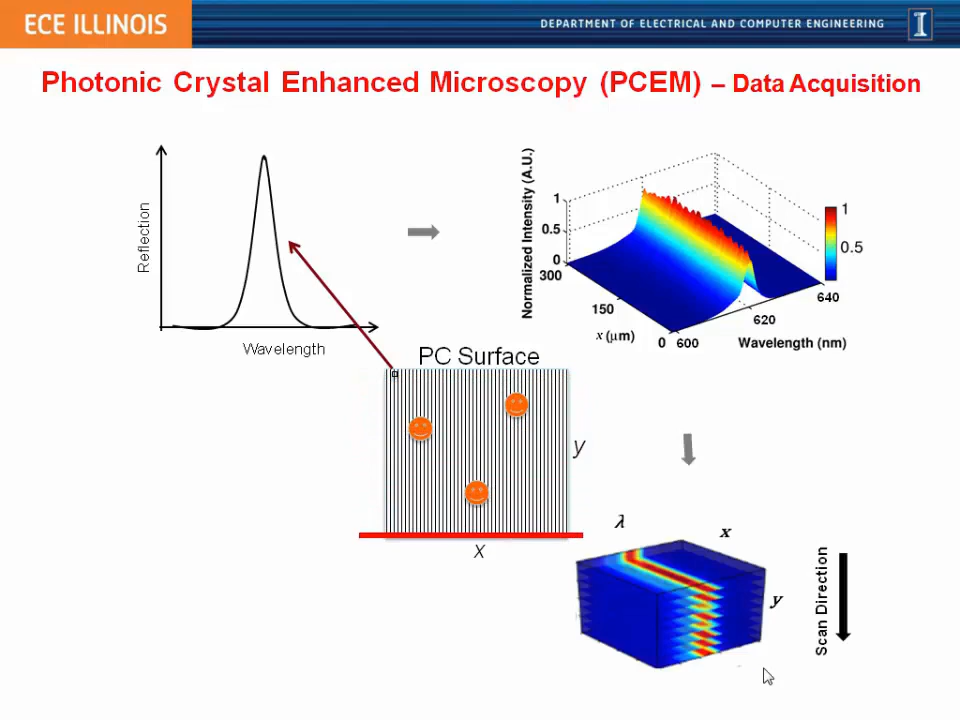 ECE ILLINOIS
DEPARTMENT OF ELECTRICAL AND COMPUTER ENGINEERING
I
Photonic Crystal Enhanced Microscopy (PCEM) – Data Acquisition
Reflection
Wavelength
Normalized Intensity (A.U.)
1
0.5
0
300
150
0
x (μm)
600
620
640
Wavelength (nm)
1
0.5
PC Surface
y
x
λ
x
y
Scan Direction